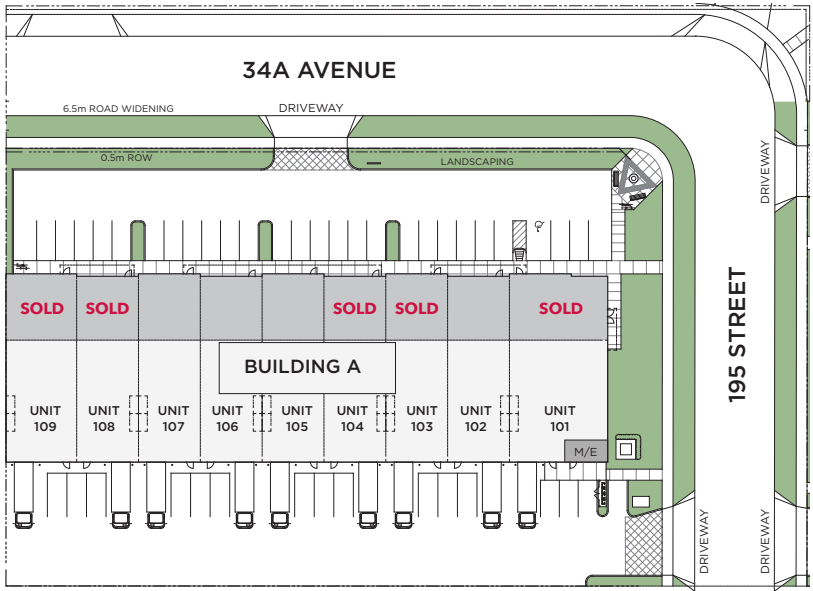 34A AVENUE
6.5m ROAD WIDENING
DRIVEWAY
0.5m ROW
LANDSCAPING
DRIVEWAY
195 STREET
SOLD
SOLD
SOLD
SOLD
SOLD
BUILDING A
UNIT
109
UNIT
108
UNIT
107
UNIT
106
UNIT
105
UNIT
104
UNIT
103
UNIT
102
UNIT
101
M/E
DRIVEWAY
DRIVEWAY